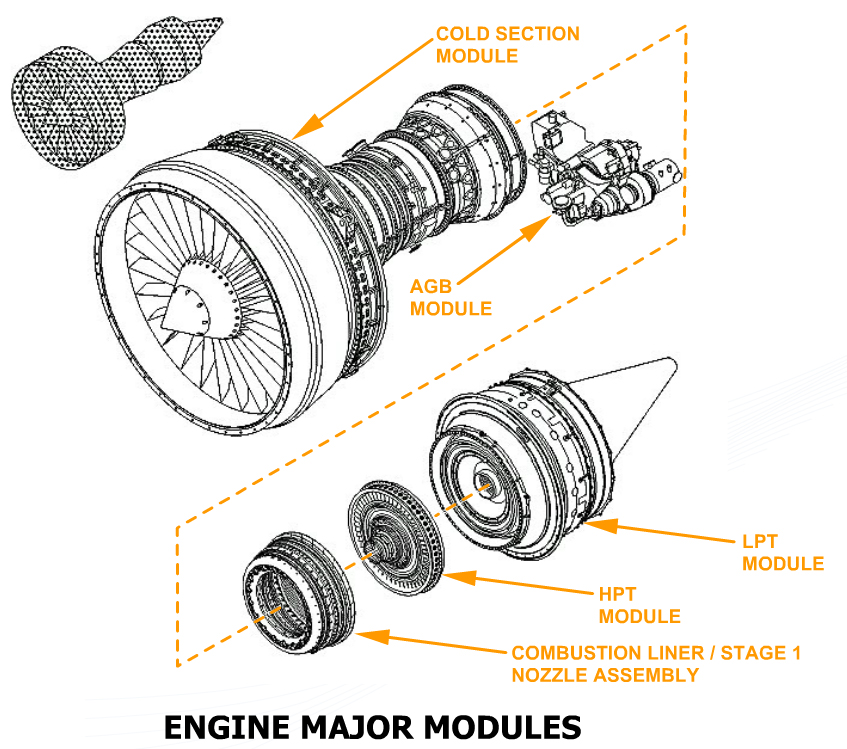 COLD SECTION
MODULE
AGB
MODULE
LPT
MODULE
HPT
MODULE
COMBUSTION LINER / STAGE 1
NOZZLE ASSEMBLY
ENGINE MAJOR MODULES